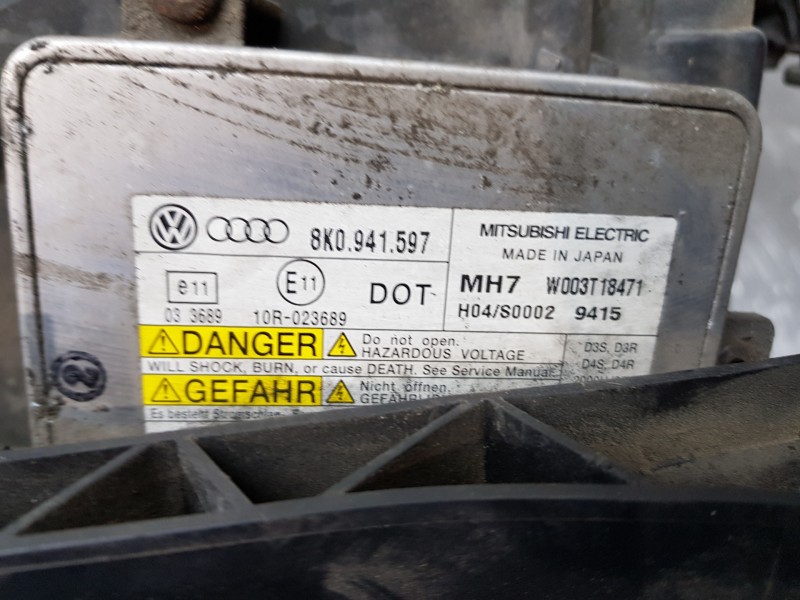 8K0.941.597
MITSUBISHI ELECTRIC
MADE IN JAPAN
e11
E11
DOT
MH7 W003T18471
03 3689
10R-023689
H04/S0002 9415
DANGER
Do not open.
HAZARDOUS VOLTAGE
D3S, D3R
D4S, D4R
WILL SHOCK, BURN, or cause DEATH. See Service Manual
GEFAHR
Nicht öffnen.
Es besteht